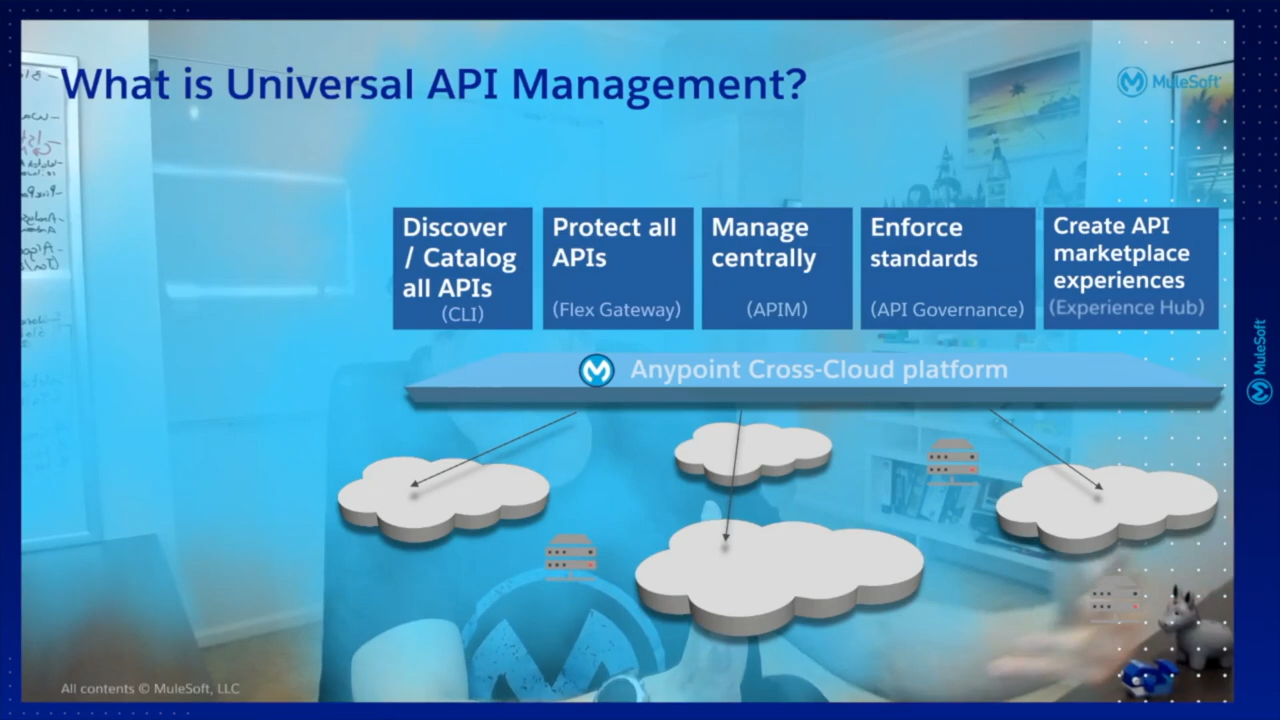 What is Universal API Management?
MuleSoft
Discover
/ Catalog
all APIs
(CLI)
Protect all
APIs
(Flex Gateway)
Manage
centrally
(APIM)
Enforce
standards
(API Governance)
Create API
marketplace
experiences
(Experience Hub)
Anypoint Cross-Cloud platform
MuleSoft
All contents © MuleSoft, LLC